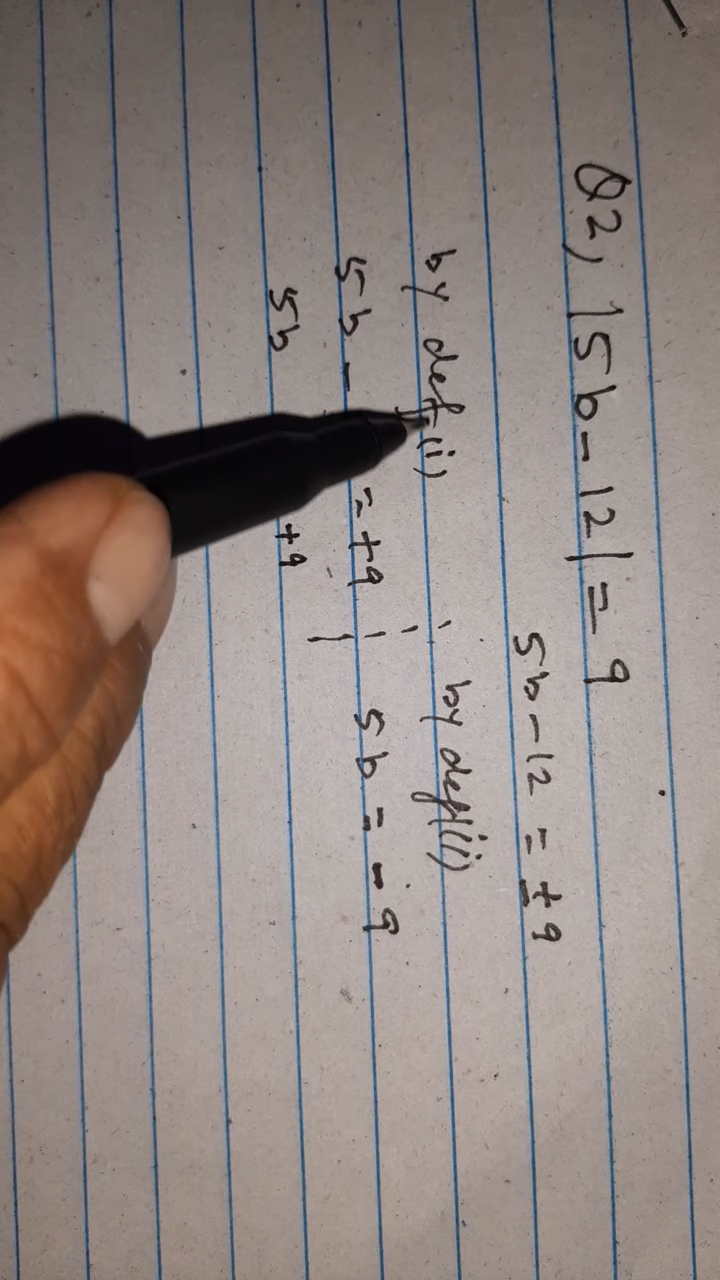 Q2, |5b-12| = 9
5b-12 = ±9
by def(i) by def(ii)
5b - = +9 5b = -9
5b +9